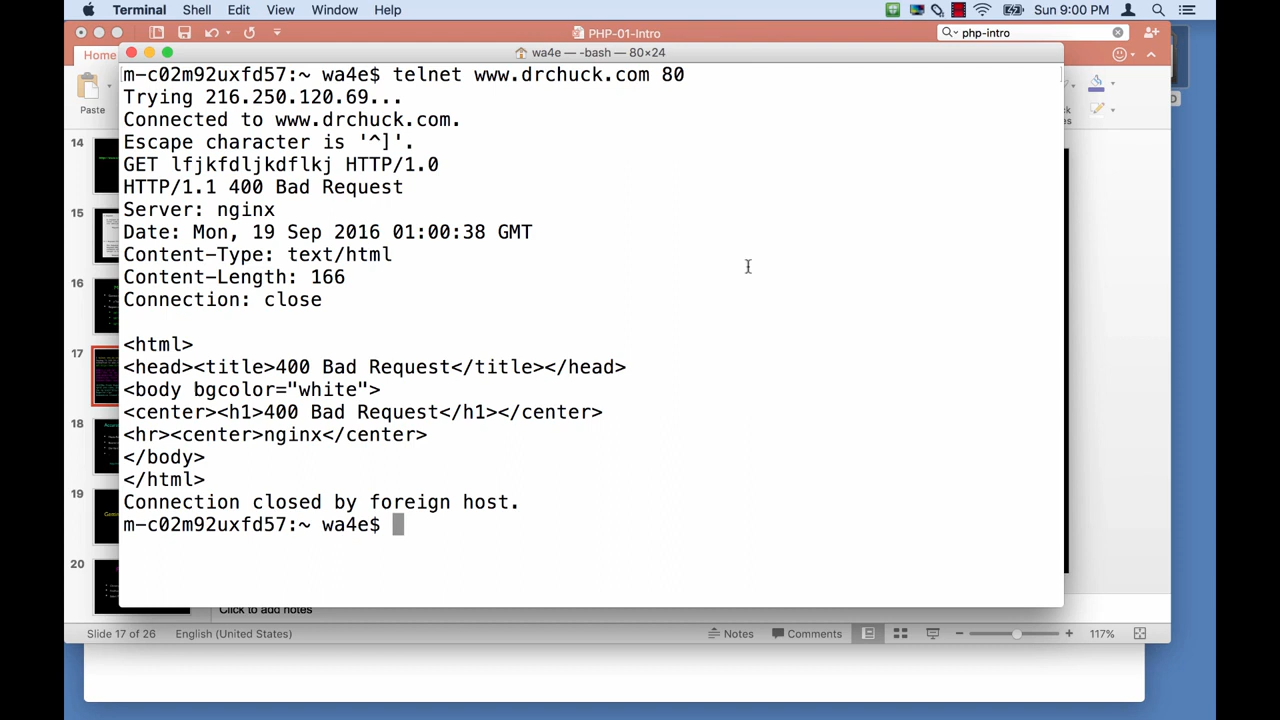 Terminal Shell Edit View Window Help Sun 9:00 PM
PHP-01-Intro
php-intro
Home
wa4e — -bash — 80×24
Paste
m-c02m92uxfd57:~ wa4e$ telnet www.drchuck.com 80
Trying 216.250.120.69...
Connected to www.drchuck.com.
Escape character is '^]'.
GET lfjkfdljkdflkj HTTP/1.0
HTTP/1.1 400 Bad Request
Server: nginx
Date: Mon, 19 Sep 2016 01:00:38 GMT
Content-Type: text/html
Content-Length: 166
Connection: close
<html>
<head><title>400 Bad Request</title></head>
<body bgcolor="white">
<center><h1>400 Bad Request</h1></center>
<hr><center>nginx</center>
</body>
</html>
Connection closed by foreign host.
m-c02m92uxfd57:~ wa4e$
14
15
16
17
18
19
20
Click to add notes
Slide 17 of 26 English (United States) Notes Comments 117%